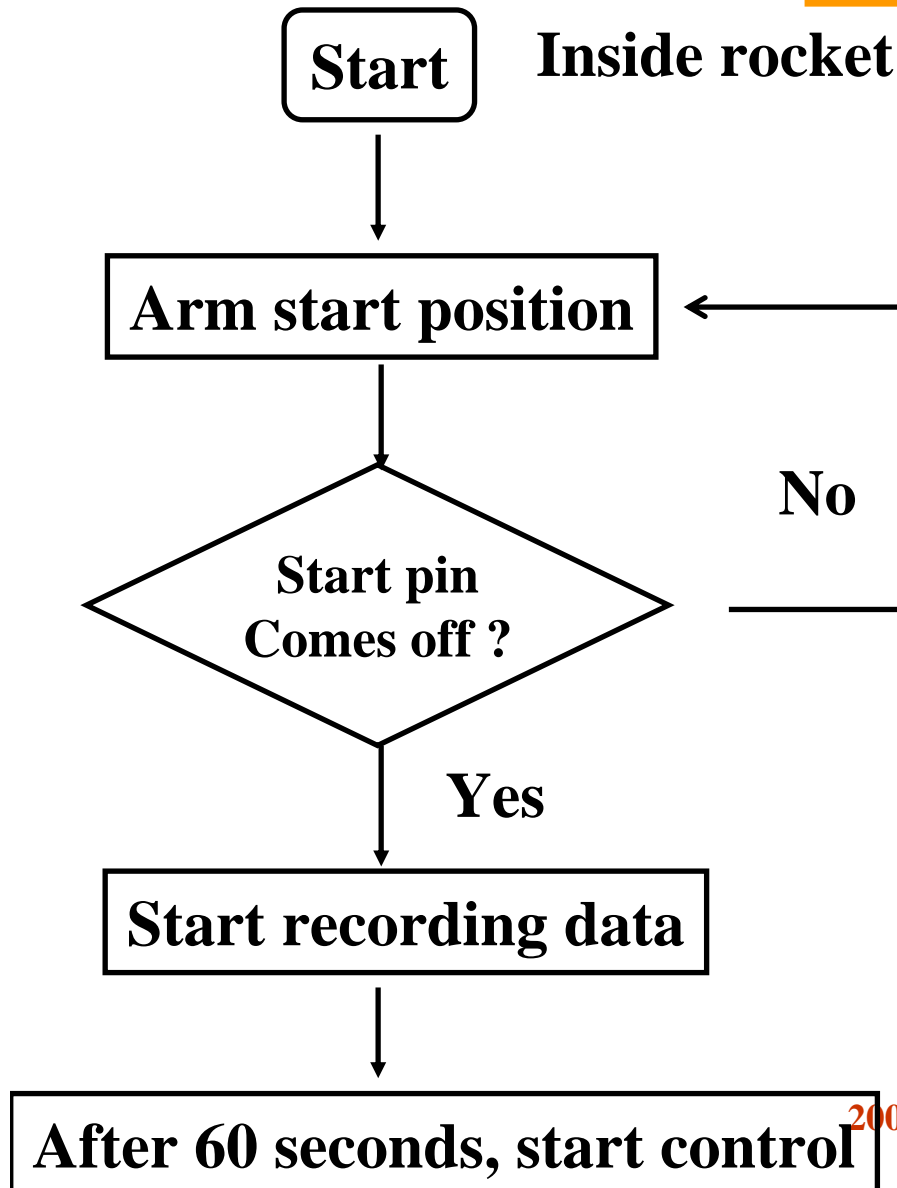 Start
Inside rocket
Arm start position
No
Start pin
Comes off ?
Yes
Start recording data
200
After 60 seconds, start control